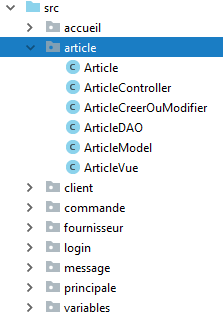 src
accueil
article
C Article
C ArticleController
C ArticleCreerOuModifier
C ArticleDAO
C ArticleModel
C ArticleVue
client
commande
fournisseur
login
message
principale
variables